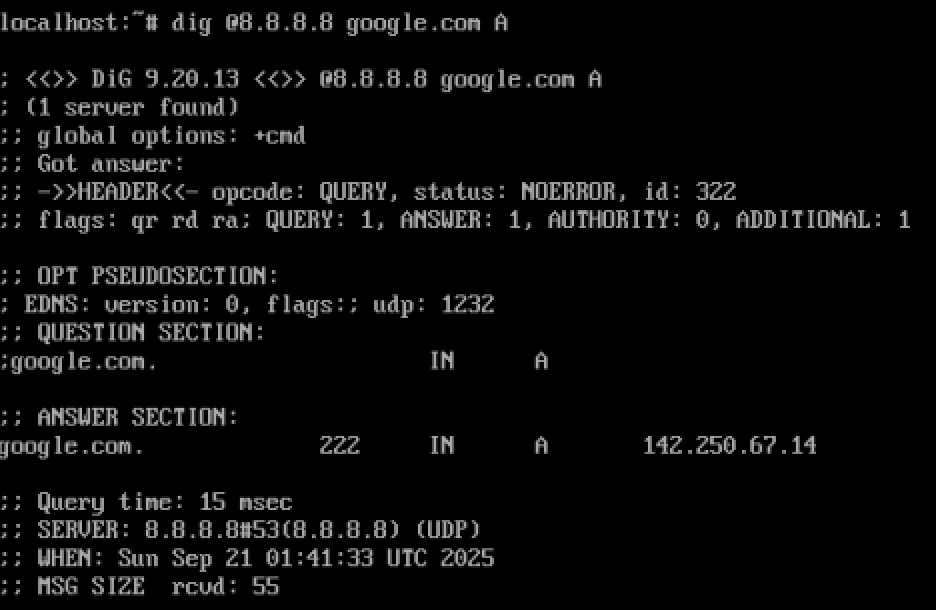 localhost:~# dig @8.8.8.8 google.com A
; <<>> DiG 9.20.13 <<>> @8.8.8.8 google.com A
; (1 server found)
;; global options: +cmd
;; Got answer:
;; ->>HEADER<<- opcode: QUERY, status: NOERROR, id: 322
;; flags: qr rd ra; QUERY: 1, ANSWER: 1, AUTHORITY: 0, ADDITIONAL: 1
;; OPT PSEUDOSECTION:
; EDNS: version: 0, flags:; udp: 1232
;; QUESTION SECTION:
;google.com. IN A
;; ANSWER SECTION:
google.com. 222 IN A 142.250.67.14
;; Query time: 15 msec
;; SERVER: 8.8.8.8#53(8.8.8.8) (UDP)
;; WHEN: Sun Sep 21 01:41:33 UTC 2025
;; MSG SIZE  rcvd: 55